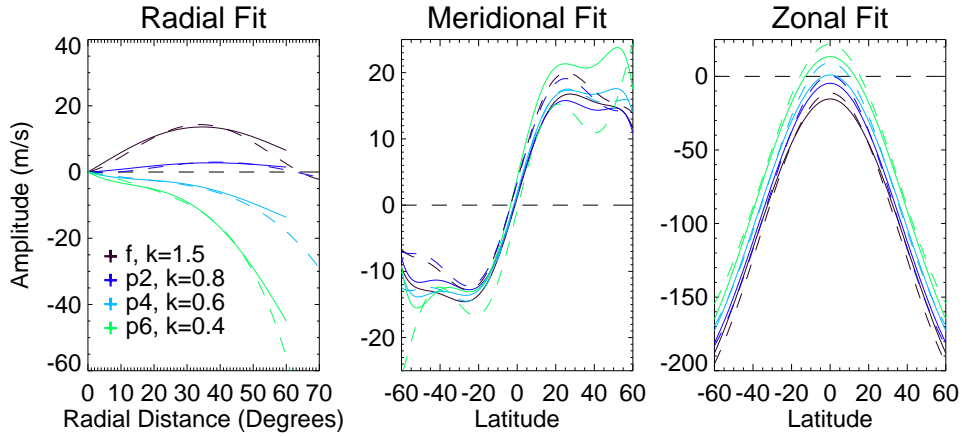 Radial Fit
Meridional Fit
Zonal Fit
Amplitude (m/s)
40
20
0
-20
-40
-60
f, k=1.5
p2, k=0.8
p4, k=0.6
p6, k=0.4
0 10 20 30 40 50 60 70
Radial Distance (Degrees)
20
10
0
-10
-20
-60 -40 -20 0 20 40 60
Latitude
0
-50
-100
-150
-200
-60 -40 -20 0 20 40 60
Latitude